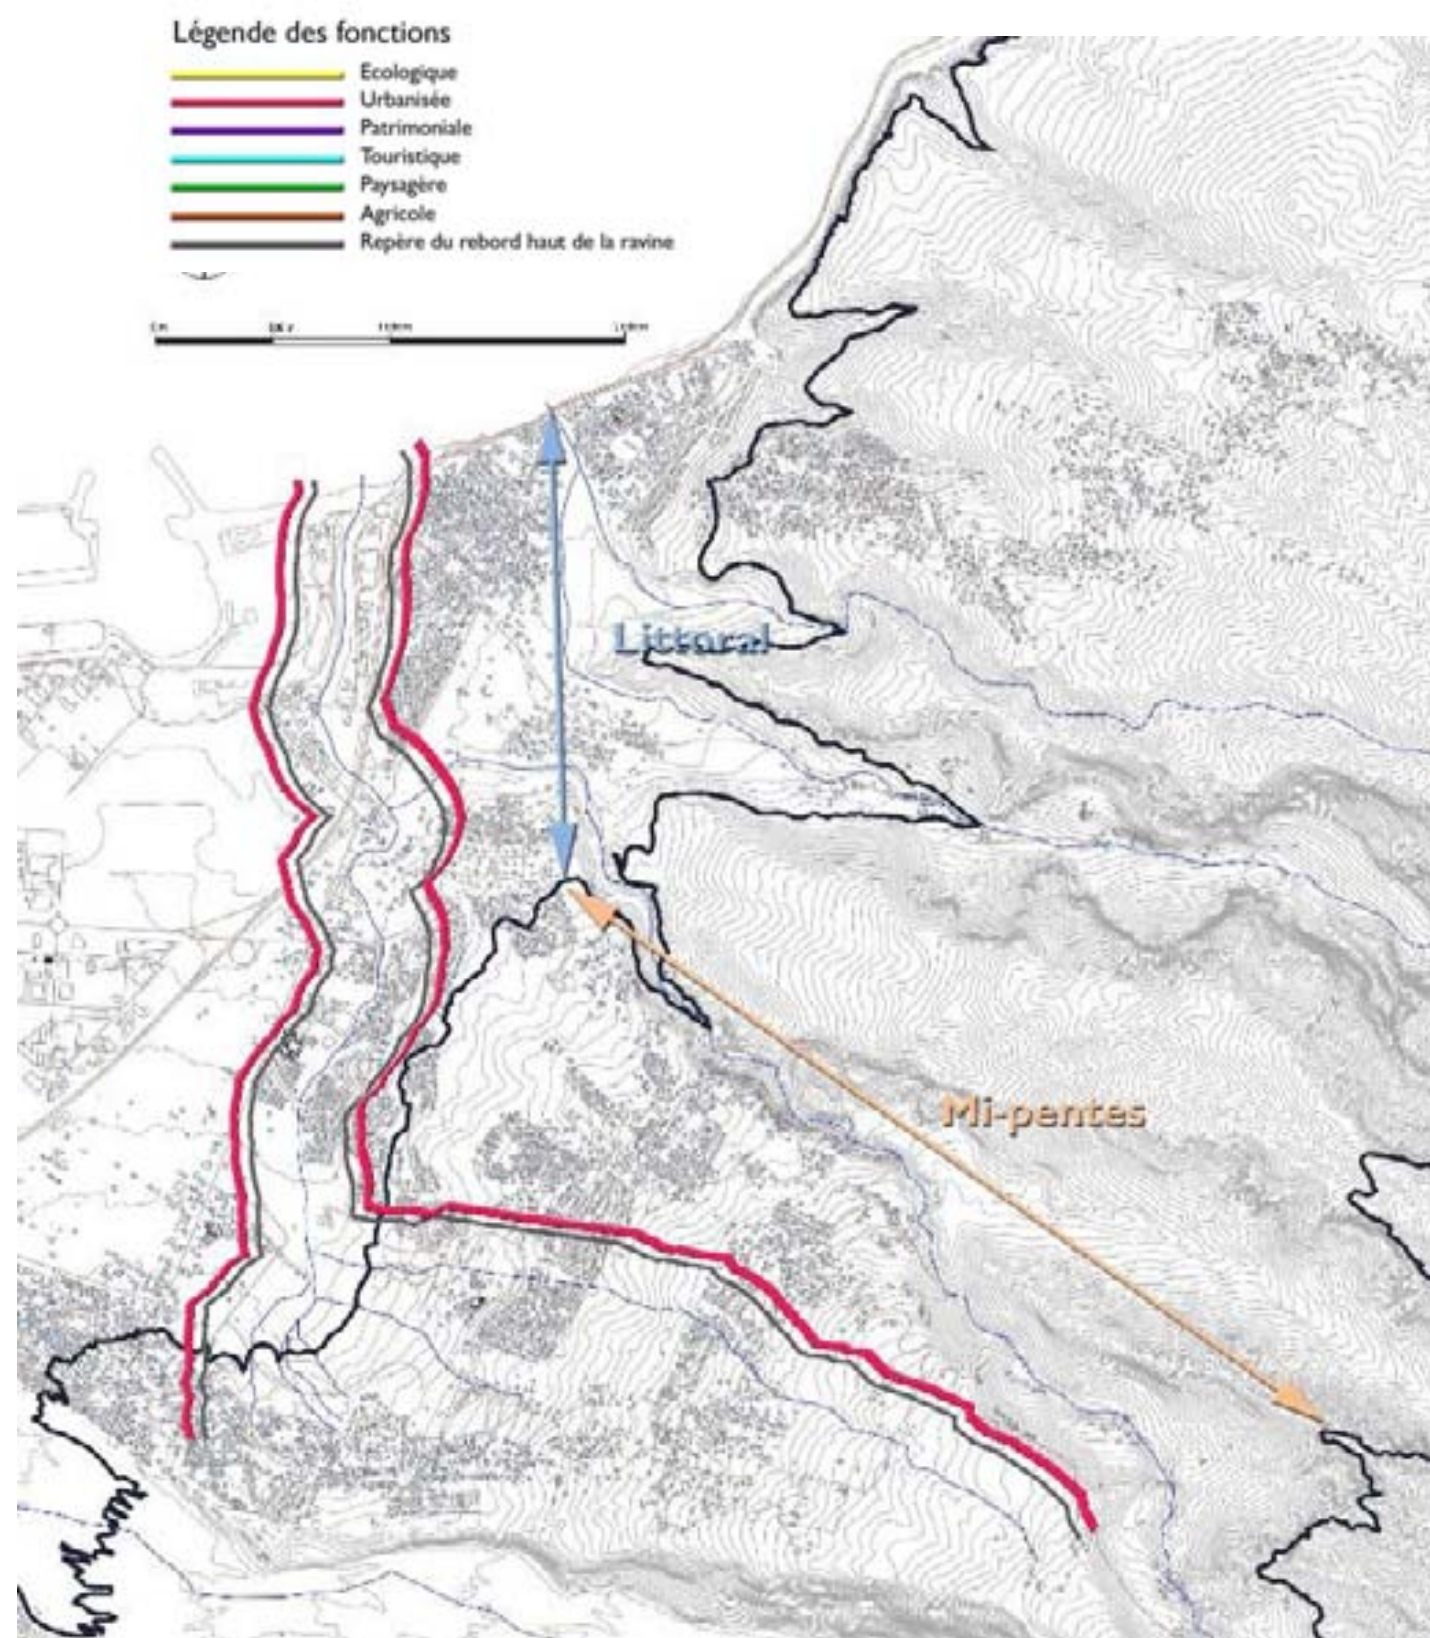 Légende des fonctions
Ecologique
Urbanisée
Patrimoniale
Touristique
Paysagère
Agricole
Repère du rebord haut de la ravine
Littoral
Mi-pentes